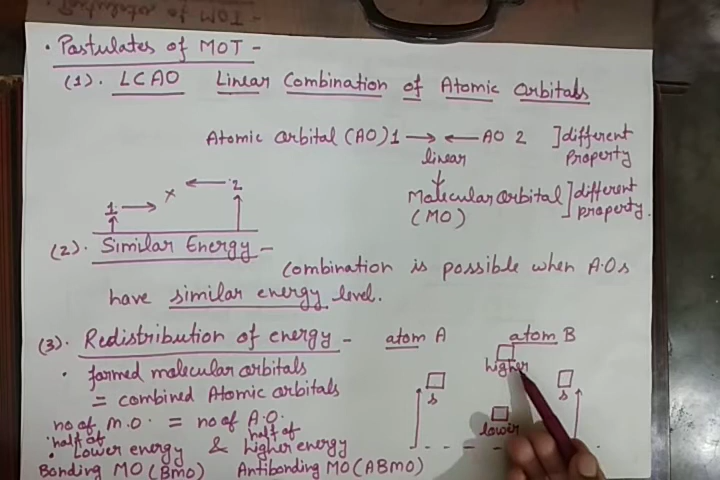 • Postulates of MOT -
(1). LCAO Linear Combination of Atomic Orbitals
Atomic Orbital (AO) 1 → ← AO 2 ] different Property
linear
1 → x ← 2
Molecular Orbital (MO) ] different property.
(2). Similar Energy -
Combination is possible when A.Os
have similar energy level.
(3). Redistribution of energy - atom A atom B
• formed molecular orbitals
higher
= combined Atomic orbitals
s s
no of M.O. = no of A.O.
half of half of
• Lower energy & higher energy
lower
Bonding MO (BMO) Antibonding MO (ABMO)